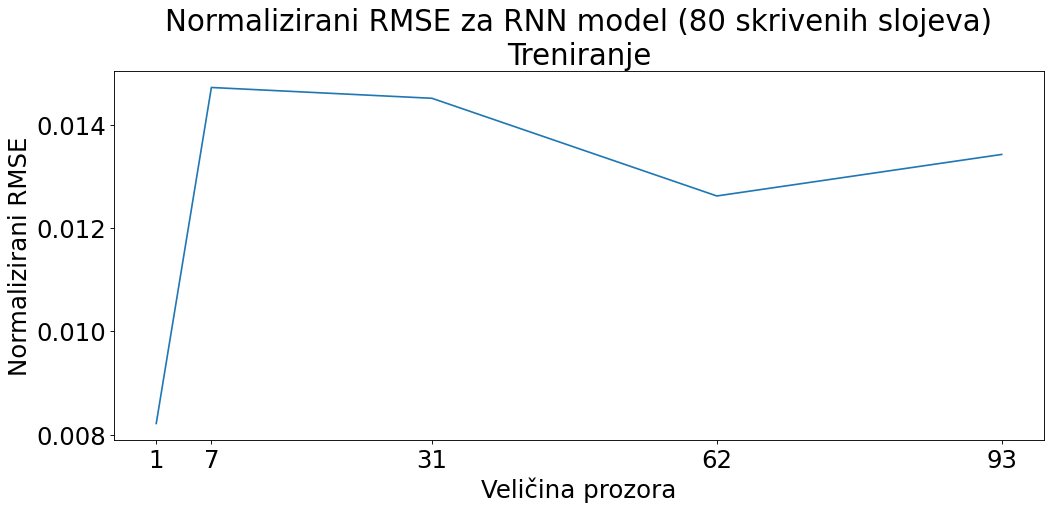 Normalizirani RMSE za RNN model (80 skrivenih slojeva)
Treniranje
Normalizirani RMSE
0.014
0.012
0.010
0.008
1 7 31 62 93
Veličina prozora